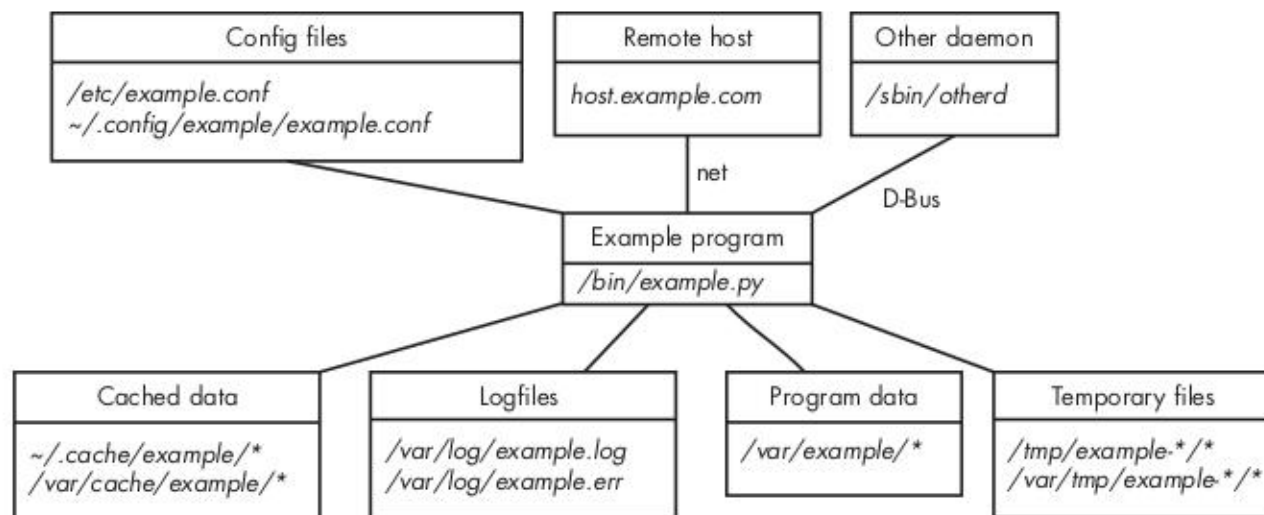 Config files
/etc/example.conf
~/.config/example/example.conf
Remote host
host.example.com
Other daemon
/sbin/otherd
net
D-Bus
Example program
/bin/example.py
Cached data
~/.cache/example/*
/var/cache/example/*
Logfiles
/var/log/example.log
/var/log/example.err
Program data
/var/example/*
Temporary files
/tmp/example-*/*
/var/tmp/example-*/*